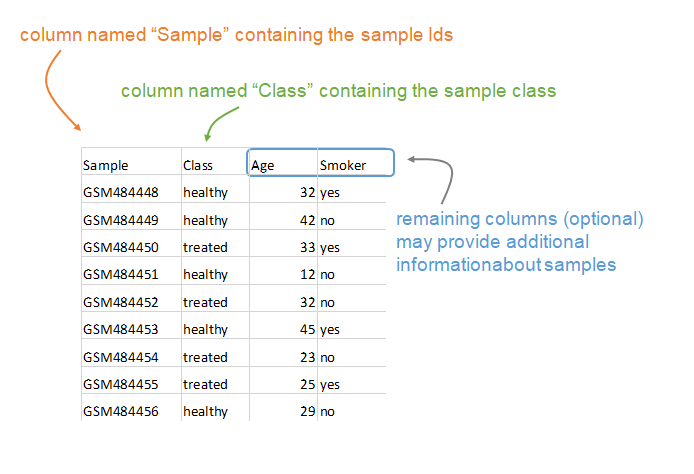 column named “Sample” containing the sample Ids
column named “Class” containing the sample class
Sample Class Age Smoker
GSM484448 healthy 32 yes
GSM484449 healthy 42 no
GSM484450 treated 33 yes
GSM484451 healthy 12 no
GSM484452 treated 32 no
GSM484453 healthy 45 yes
GSM484454 treated 23 no
GSM484455 treated 25 yes
GSM484456 healthy 29 no
remaining columns (optional)
may provide additional
informationabout samples